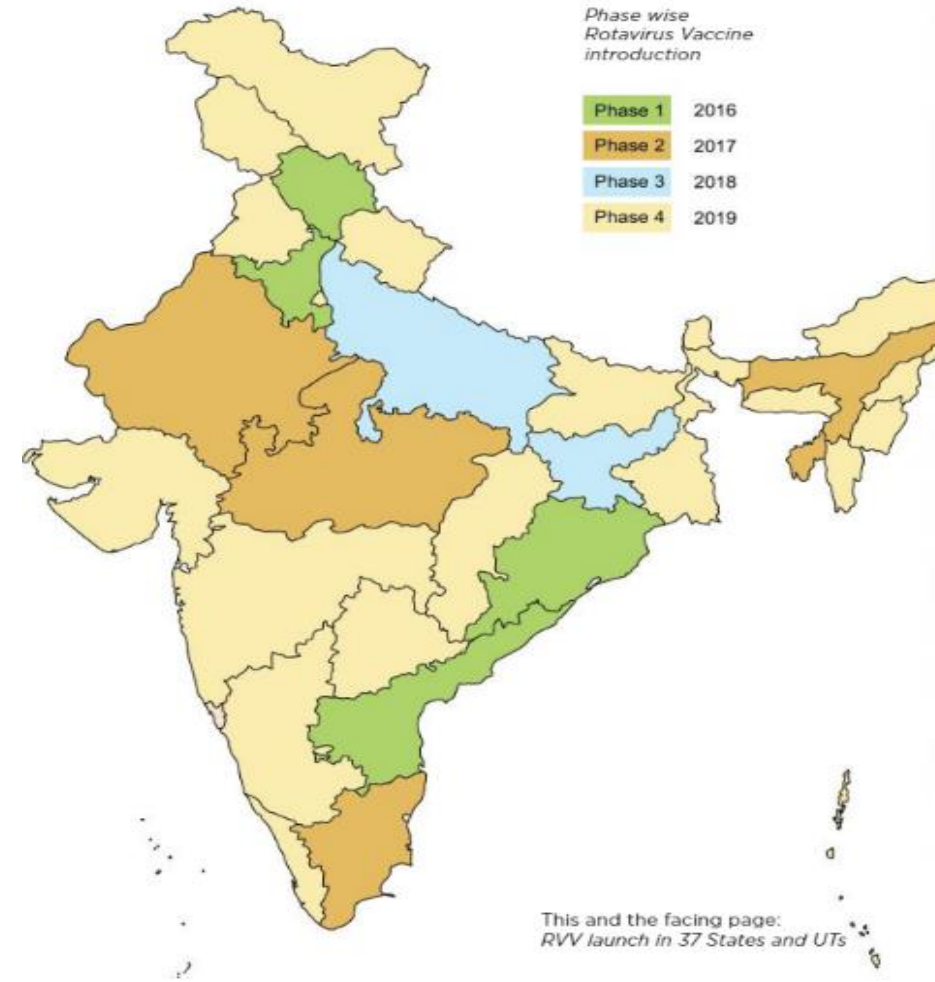 Phase wise
Rotavirus Vaccine
introduction
Phase 1 2016
Phase 2 2017
Phase 3 2018
Phase 4 2019
This and the facing page:
RVV launch in 37 States and UTs